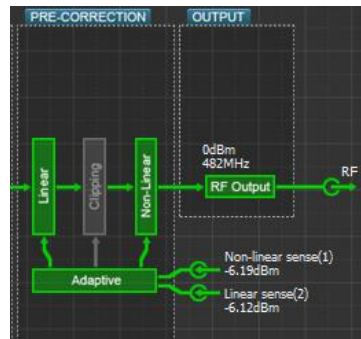 PRE-CORRECTION
OUTPUT
Linear
Clipping
Non-Linear
0dBm
482MHz
RF Output
RF
Adaptive
Non-linear sense(1)
-6.19dBm
Linear sense(2)
-6.12dBm